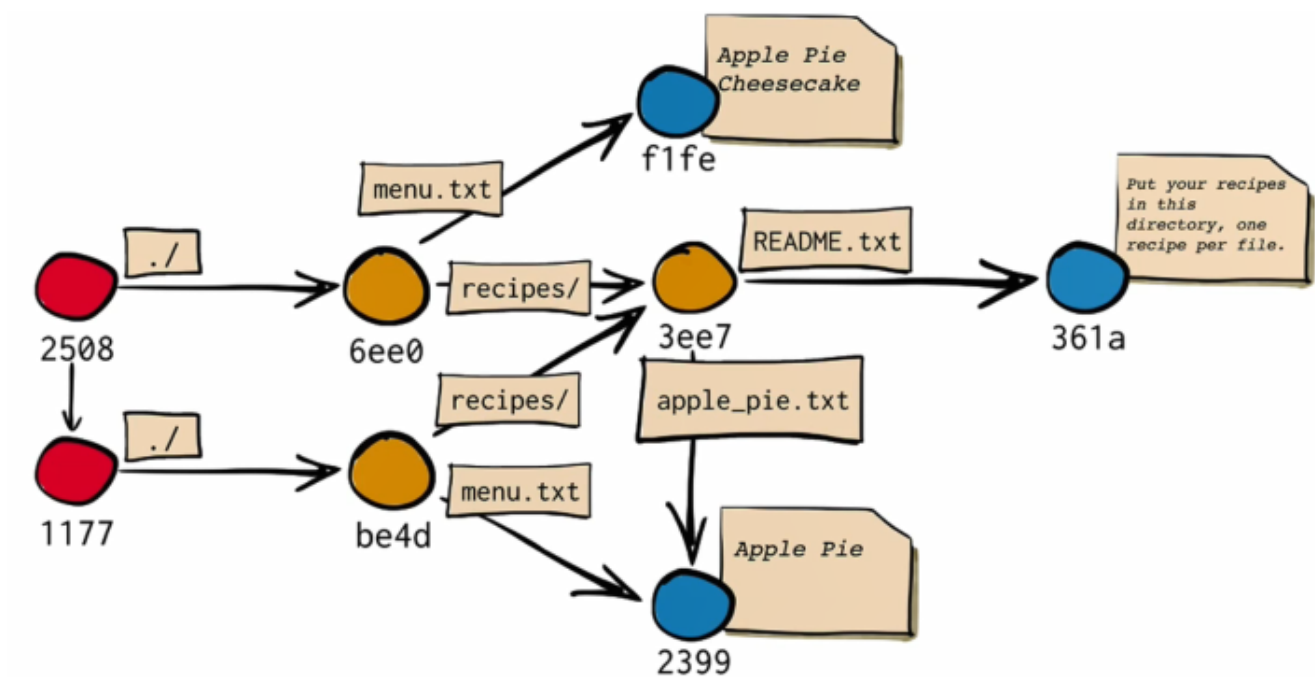 Apple Pie
Cheesecake
f1fe
menu.txt
Put your recipes
in this
directory, one
recipe per file.
README.txt
./
recipes/
2508
6ee0
3ee7
361a
recipes/
apple_pie.txt
./
menu.txt
1177
be4d
Apple Pie
2399